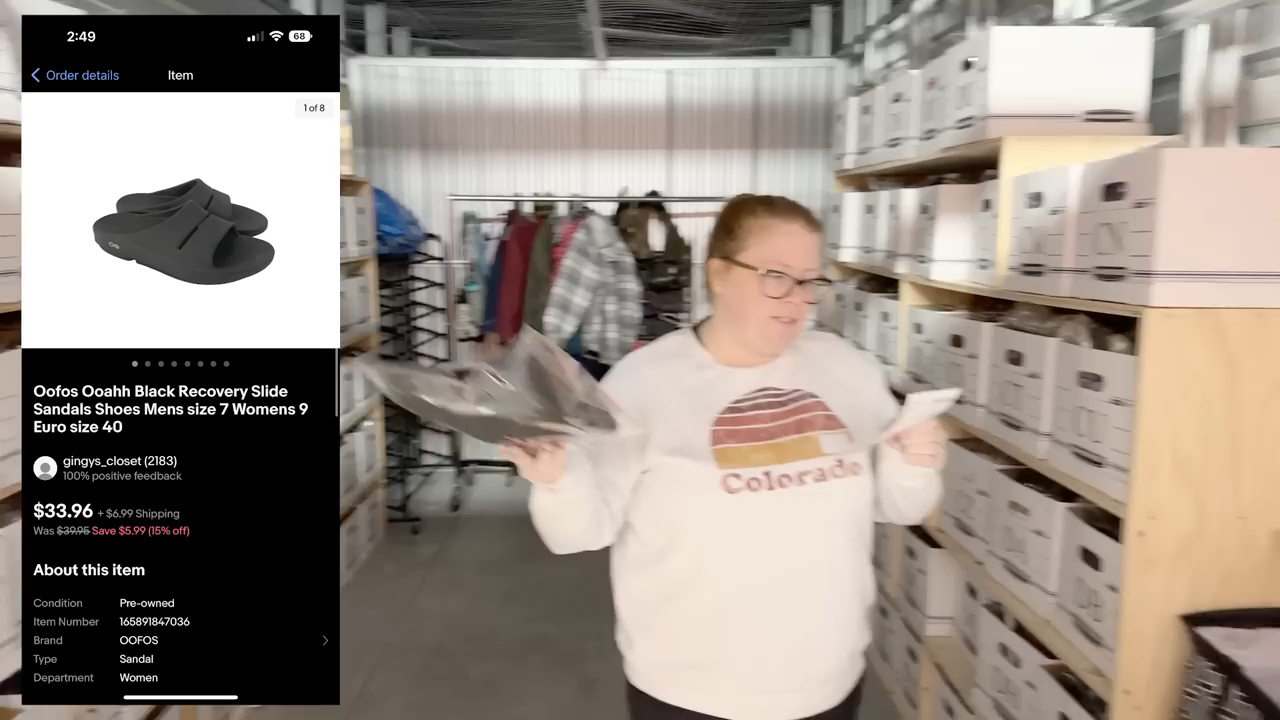 2:49
68
Order details
Item
1 of 8
Oofos Ooahh Black Recovery Slide
Sandals Shoes Mens size 7 Womens 9
Euro size 40
gingys_closet (2183)
100% positive feedback
$33.96 + $6.99 Shipping
Was $39.95 Save $5.99 (15% off)
About this item
Condition Pre-owned
Item Number 165891847036
Brand OOFOS
Type Sandal
Department Women
Colorado